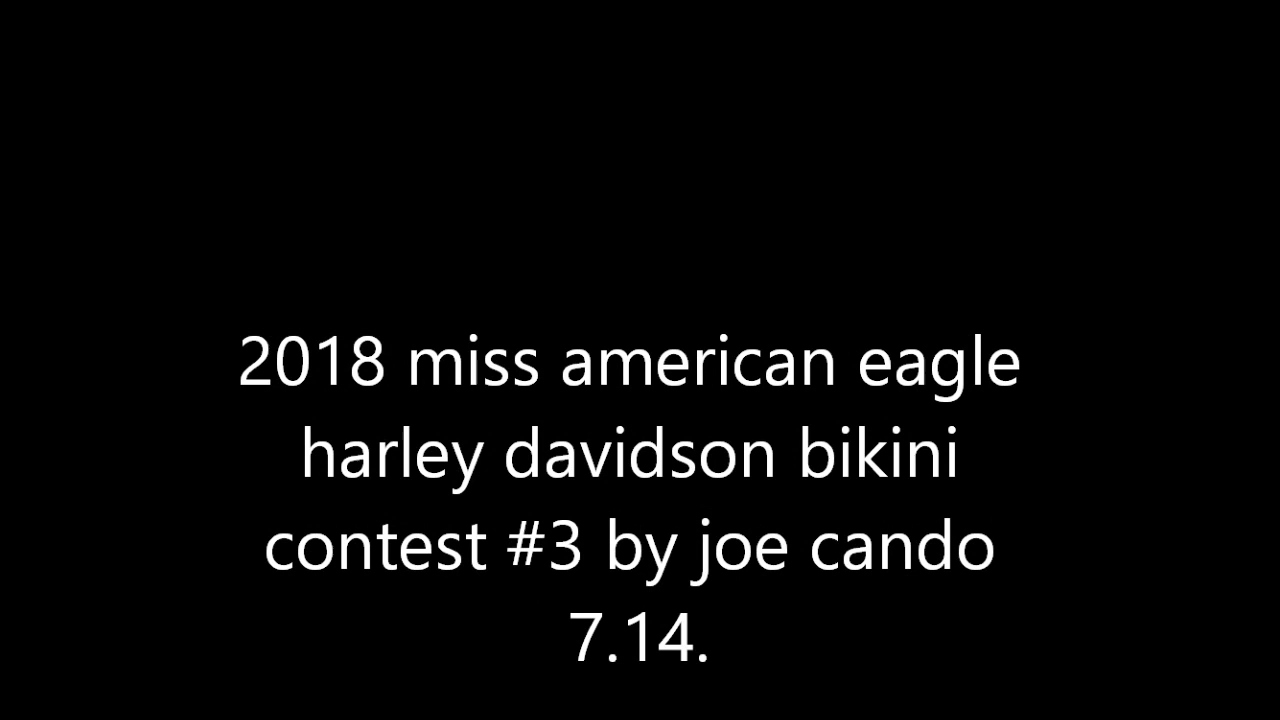 2018 miss american eagle
harley davidson bikini
contest #3 by joe cando
7.14.